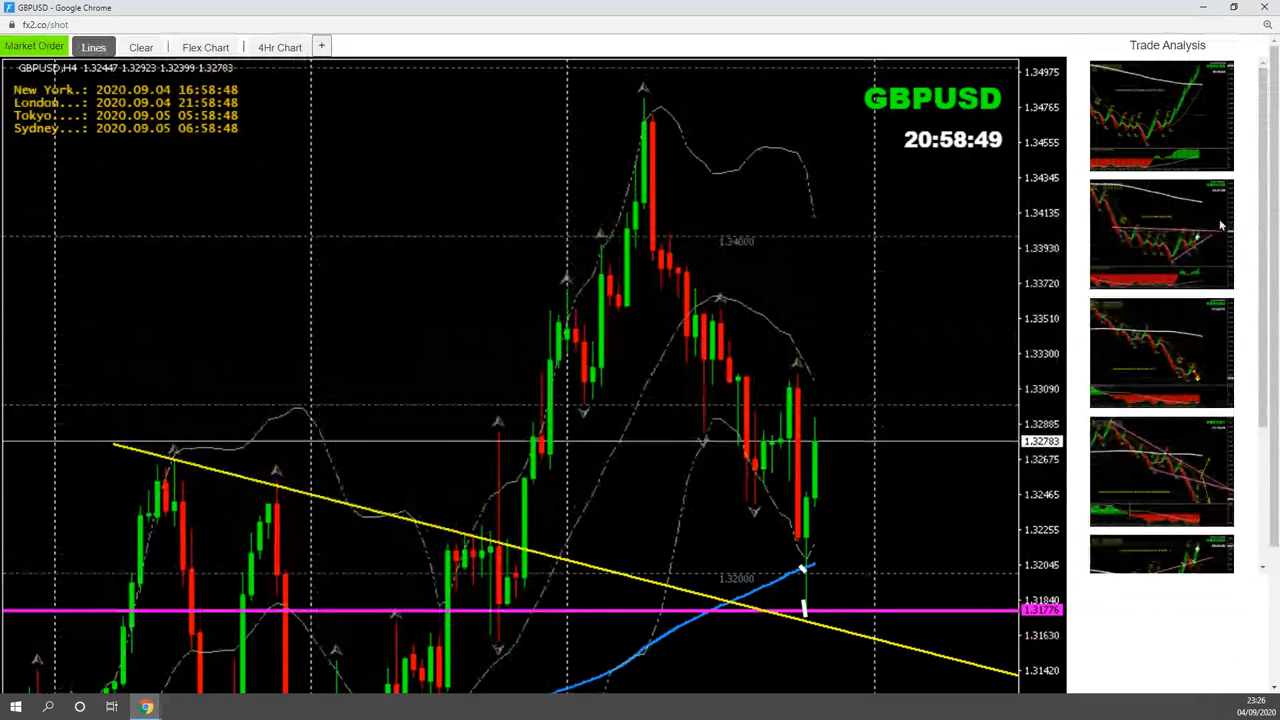 GBPUSD - Google Chrome
fx2.co/shot
Market Order
Lines
Clear
Flex Chart
4Hr Chart
+
Trade Analysis
GBPUSD,H4 1.32447 1.32923 1.32399 1.32783
New York.: 2020.09.04 16:58:48
London...: 2020.09.04 21:58:48
Tokyo....: 2020.09.05 05:58:48
Sydney...: 2020.09.05 06:58:48
GBPUSD
20:58:49
1.34000
1.32000
1.34975
1.34765
1.34555
1.34345
1.34135
1.33930
1.33720
1.33510
1.33300
1.33090
1.32885
1.32783
1.32675
1.32465
1.32255
1.32045
1.31840
1.31776
1.31630
1.31420
23:26
04/09/2020